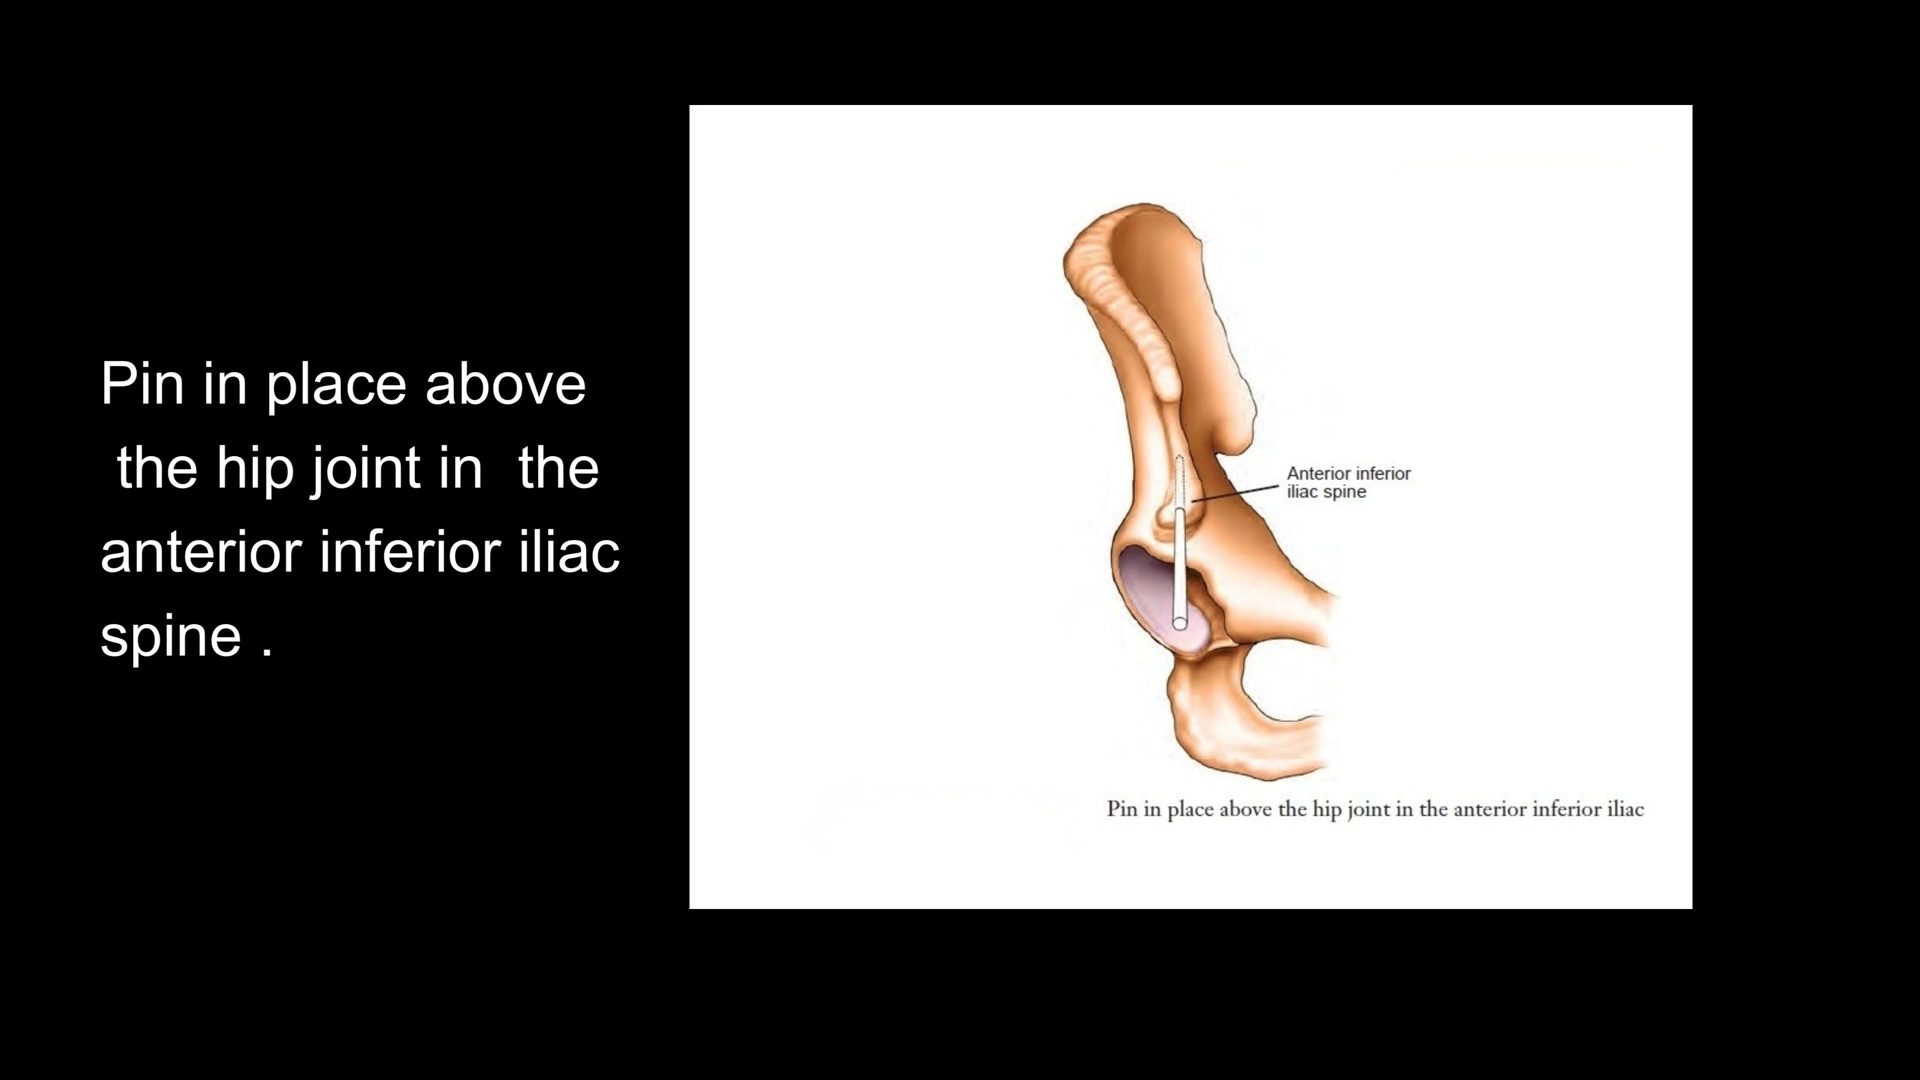 Pin in place above
the hip joint in  the
anterior inferior iliac
spine .
Anterior inferior
iliac spine
Pin in place above the hip joint in the anterior inferior iliac